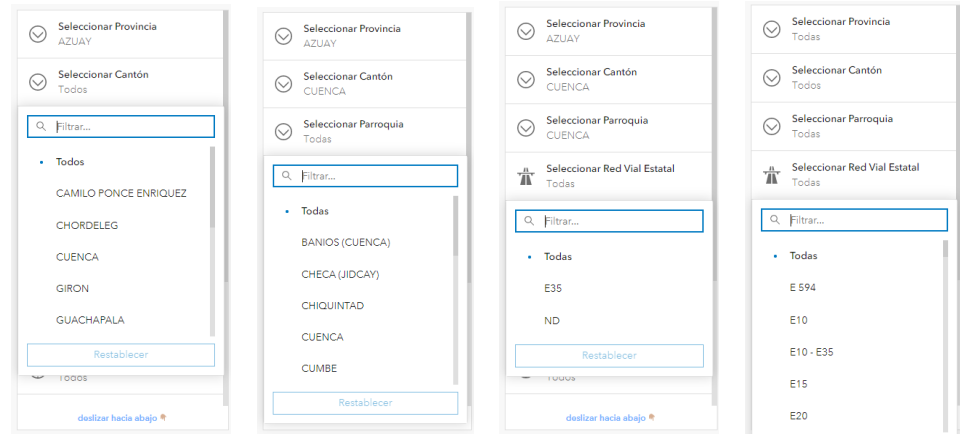 Seleccionar Provincia
AZUAY
Seleccionar Cantón
Todos
Filtrar...
Todos
CAMILO PONCE ENRIQUEZ
CHORDELEG
CUENCA
GIRON
GUACHAPALA
Restablecer
Todos
deslizar hacia abajo
Seleccionar Provincia
AZUAY
Seleccionar Cantón
CUENCA
Seleccionar Parroquia
Todas
Filtrar...
Todas
BANIOS (CUENCA)
CHECA (JIDCAY)
CHIQUINTAD
CUENCA
CUMBE
Restablecer
Seleccionar Provincia
AZUAY
Seleccionar Cantón
CUENCA
Seleccionar Parroquia
CUENCA
Seleccionar Red Vial Estatal
Todas
Filtrar...
Todas
E35
ND
Restablecer
Todos
deslizar hacia abajo
Seleccionar Provincia
Todas
Seleccionar Cantón
Todos
Seleccionar Parroquia
Todas
Seleccionar Red Vial Estatal
Todas
Filtrar...
Todas
E 594
E10
E10 - E35
E15
E20